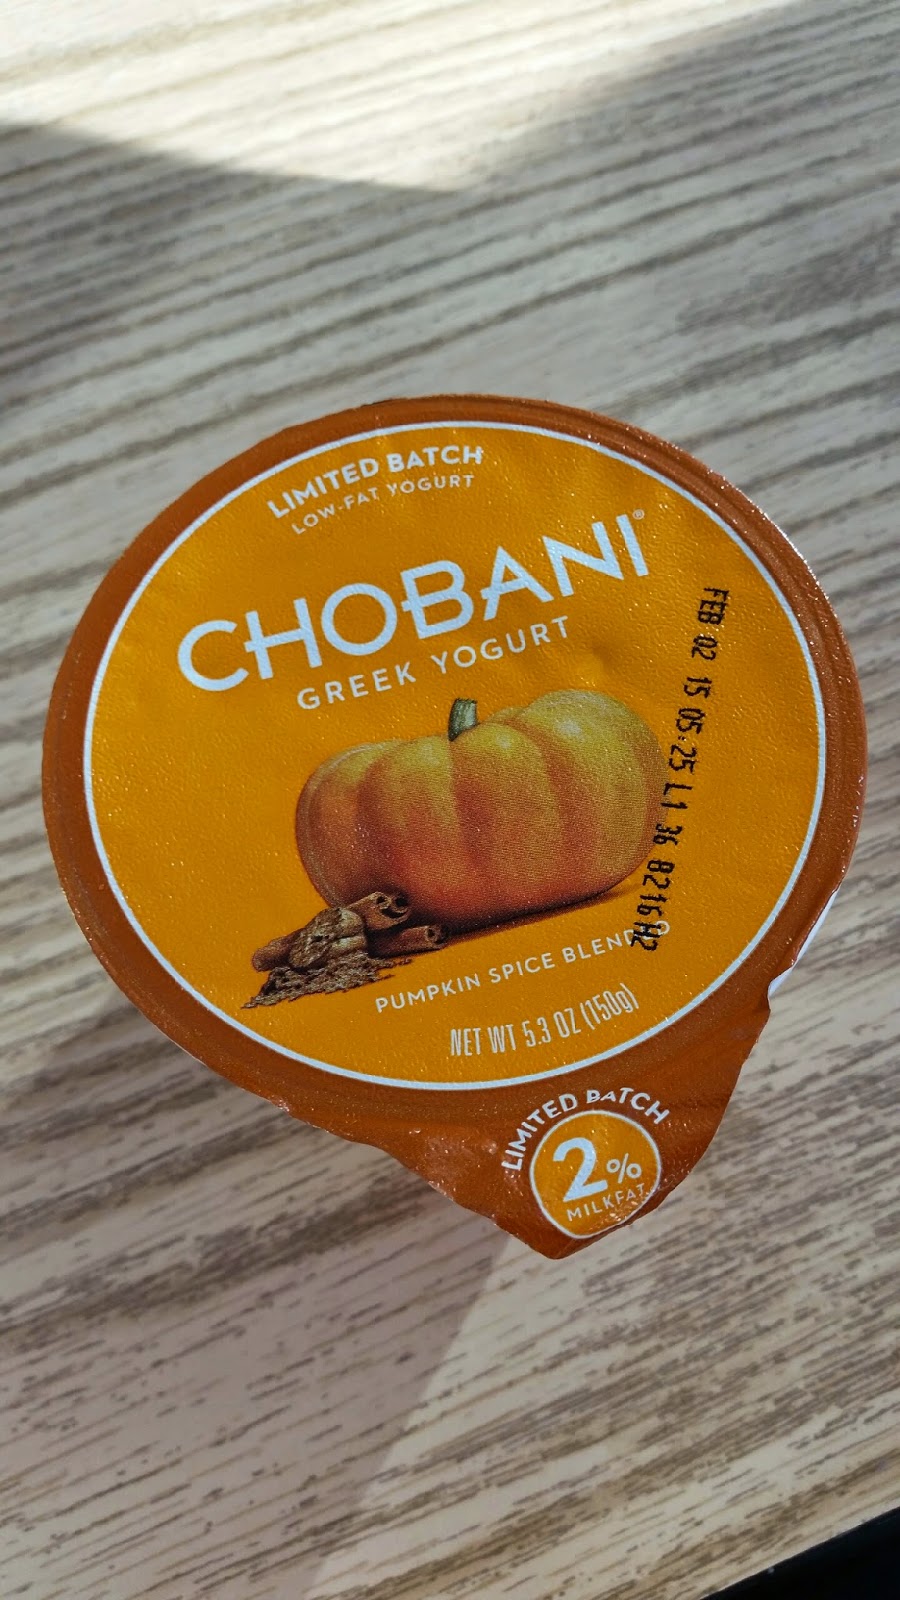 LIMITED BATCH
LOW-FAT YOGURT
CHOBANI®
GREEK YOGURT
FEB 02 15 05:25 L1 36 8216 H2
PUMPKIN SPICE BLENDED
NET WT 5.3 OZ (150g)
LIMITED BATCH
2%
MILKFAT